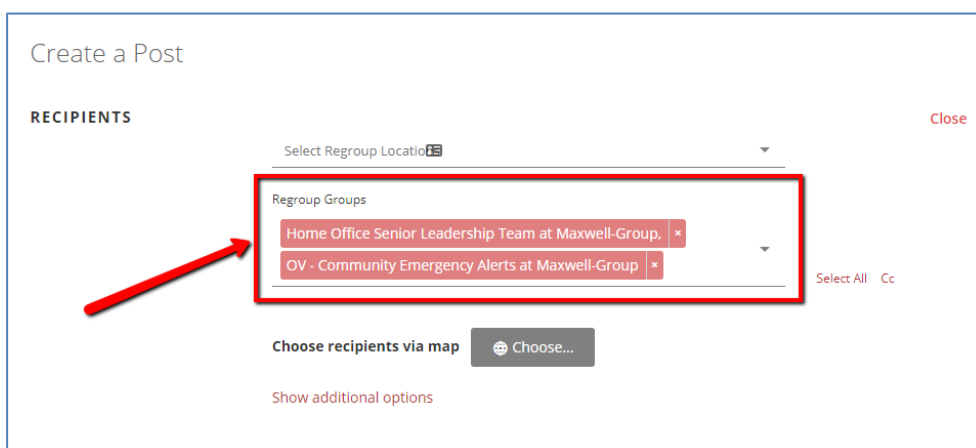 Create a Post
RECIPIENTS
Close
Select Regroup Locatio
Regroup Groups
Home Office Senior Leadership Team at Maxwell-Group, ×
OV - Community Emergency Alerts at Maxwell-Group ×
Select All Cc
Choose recipients via map Choose...
Show additional options